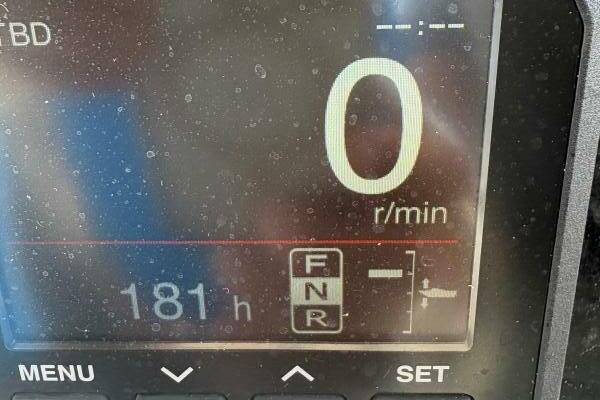 TBD
--:--
0
r/min
181 h
F
N
R
MENU
SET